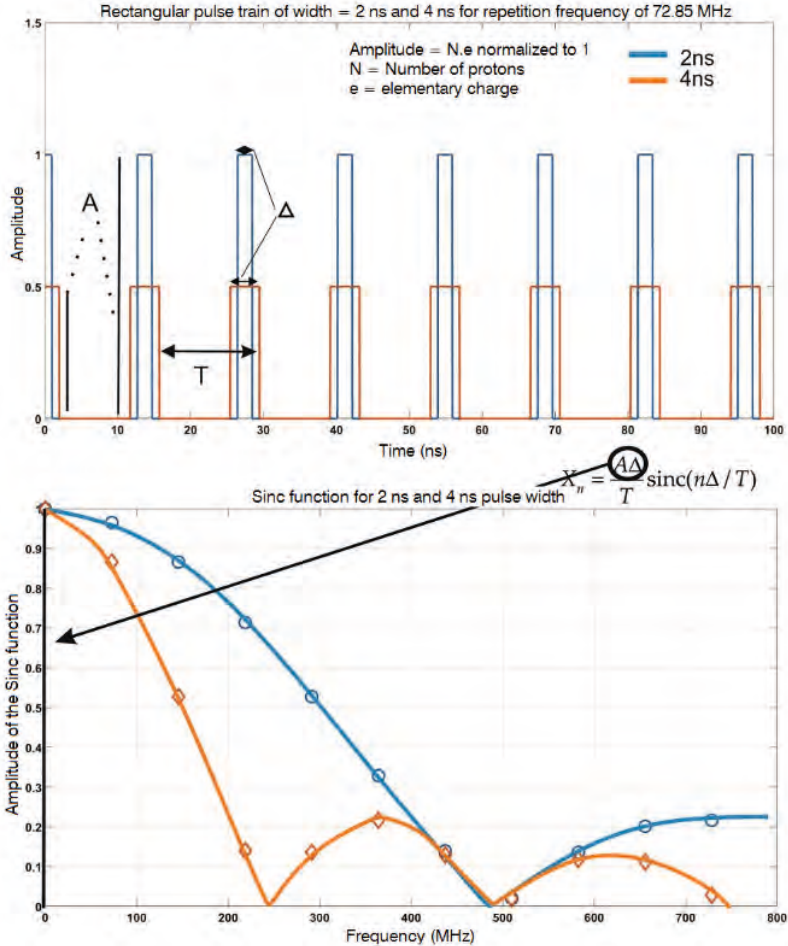 Rectangular pulse train of width = 2 ns and 4 ns for repetition frequency of 72.85 MHz
1.5
Amplitude = N.e normalized to 1
N = Number of protons
e = elementary charge
2ns
4ns
1
A
Δ
Amplitude
0.5
T
0
0 10 20 30 40 50 60 70 80 90 100
Time (ns)
X_n = AΔ/T sinc(nΔ / T)
Sinc function for 2 ns and 4 ns pulse width
0.9
0.8
0.7
0.6
0.5
0.4
0.3
0.2
0.1
0
Amplitude of the Sinc function
0 100 200 300 400 500 600 700 800
Frequency (MHz)